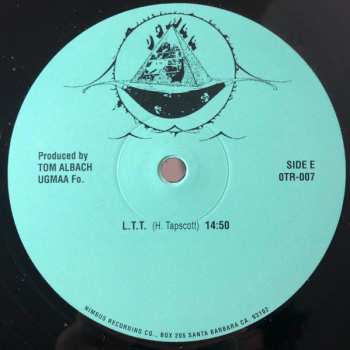 Produced by
TOM ALBACH
UGMAA Fo.
SIDE E
OTR-007
L.T.T. (H. Tapscott) 14:50
NIMBUS RECORDING CO., BOX 205 SANTA BARBARA CA. 93102